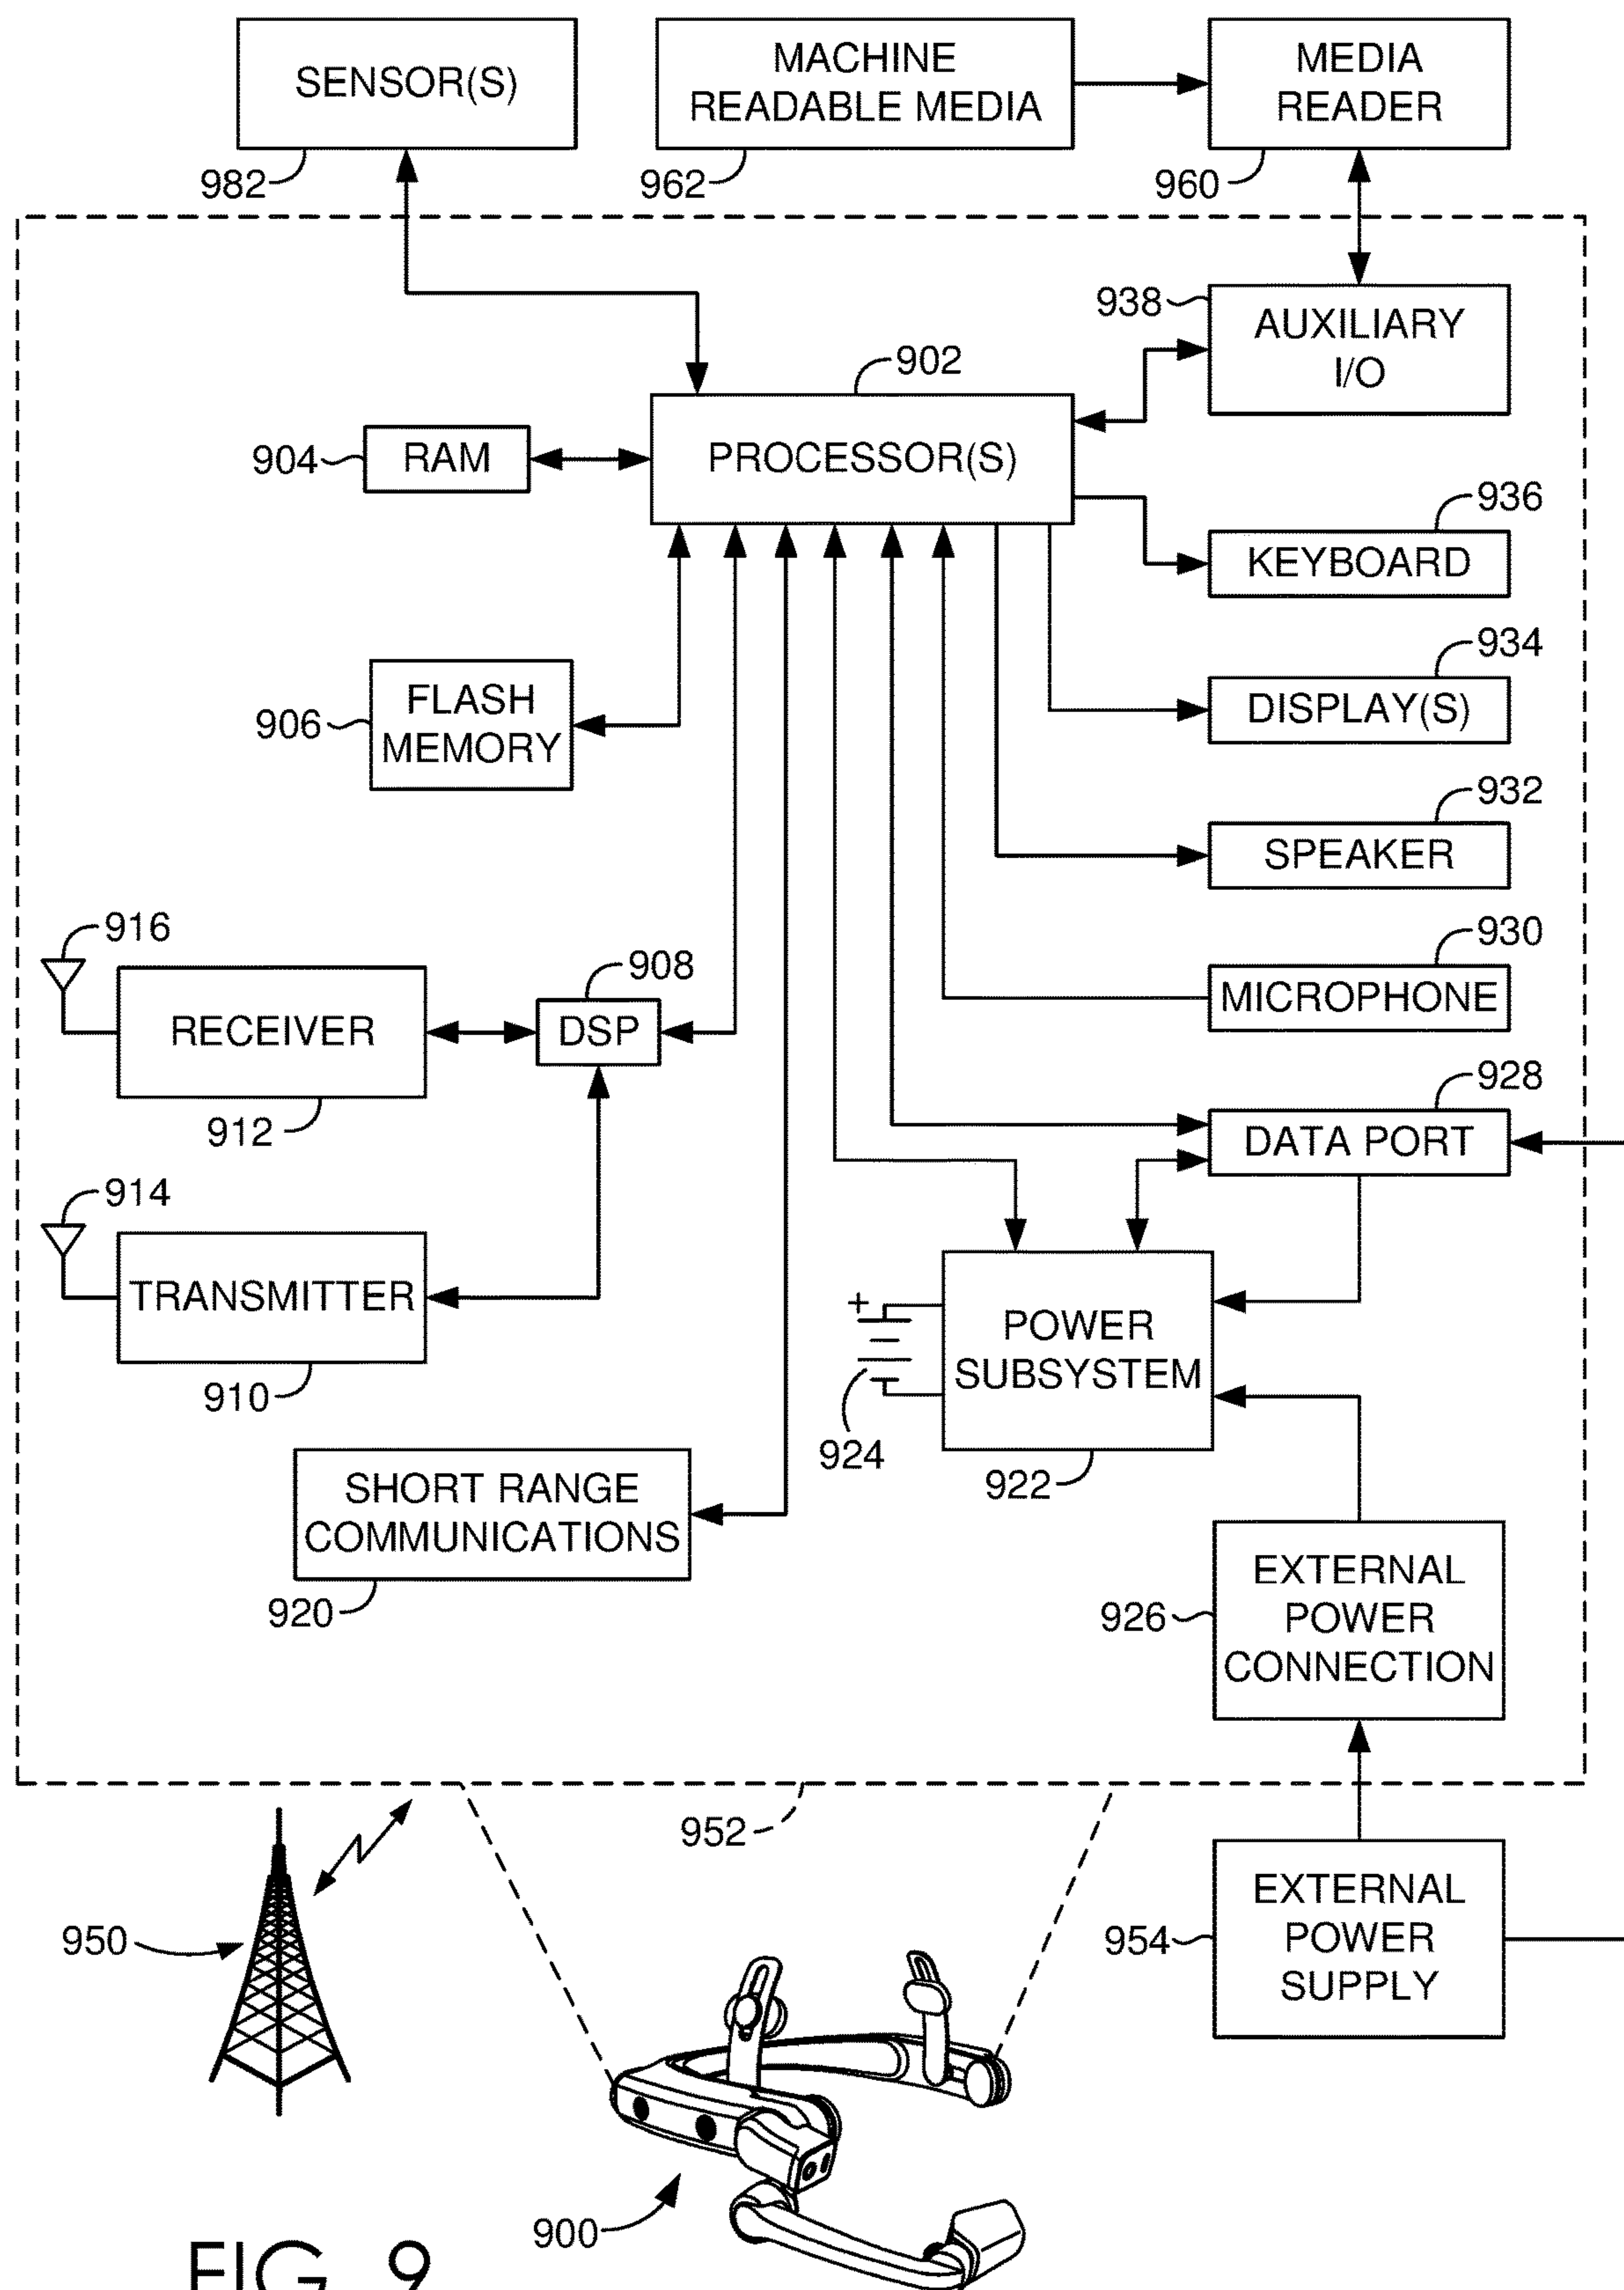 SENSOR(S)
982
MACHINE
READABLE MEDIA
962
MEDIA
READER
960
938
AUXILIARY
I/O
902
PROCESSOR(S)
904
RAM
936
KEYBOARD
906
FLASH
MEMORY
934
DISPLAY(S)
932
SPEAKER
916
RECEIVER
912
908
DSP
930
MICROPHONE
928
DATA PORT
914
TRANSMITTER
910
+
924
POWER
SUBSYSTEM
922
SHORT RANGE
COMMUNICATIONS
920
926
EXTERNAL
POWER
CONNECTION
952
950
954
EXTERNAL
POWER
SUPPLY
900
FIG. 9